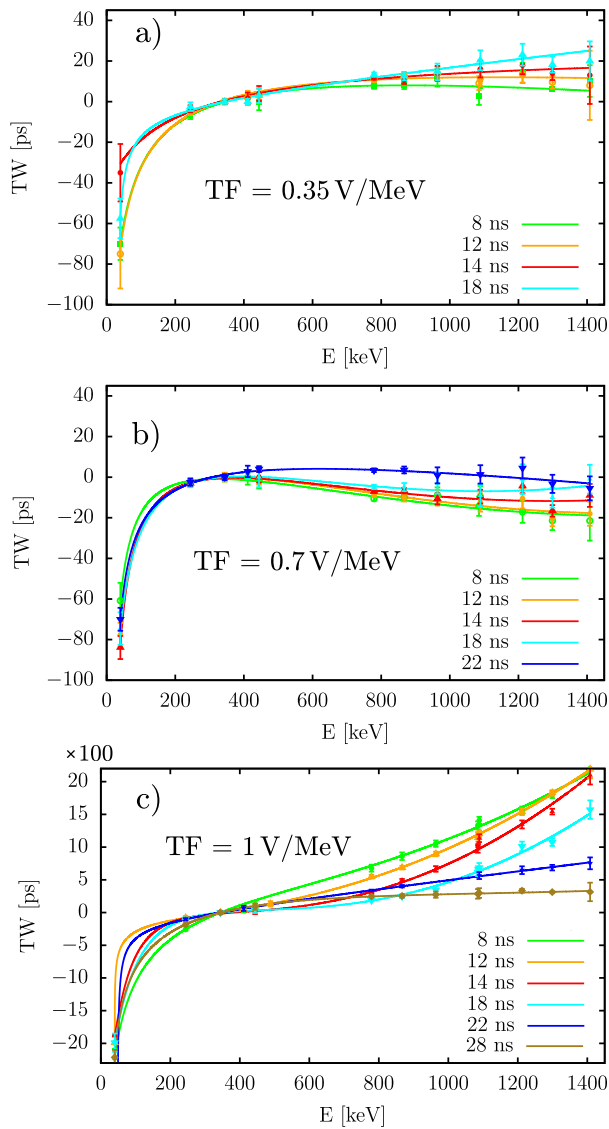 a)
40
20
0
−20
−40
−60
−80
−100
TW [ps]
TF = 0.35 V/MeV
8 ns
12 ns
14 ns
18 ns
0 200 400 600 800 1000 1200 1400
E [keV]
b)
40
20
0
−20
−40
−60
−80
−100
TW [ps]
TF = 0.7 V/MeV
8 ns
12 ns
14 ns
18 ns
22 ns
0 200 400 600 800 1000 1200 1400
E [keV]
×100
c)
20
15
10
5
0
−5
−10
−15
−20
TW [ps]
TF = 1 V/MeV
8 ns
12 ns
14 ns
18 ns
22 ns
28 ns
0 200 400 600 800 1000 1200 1400
E [keV]